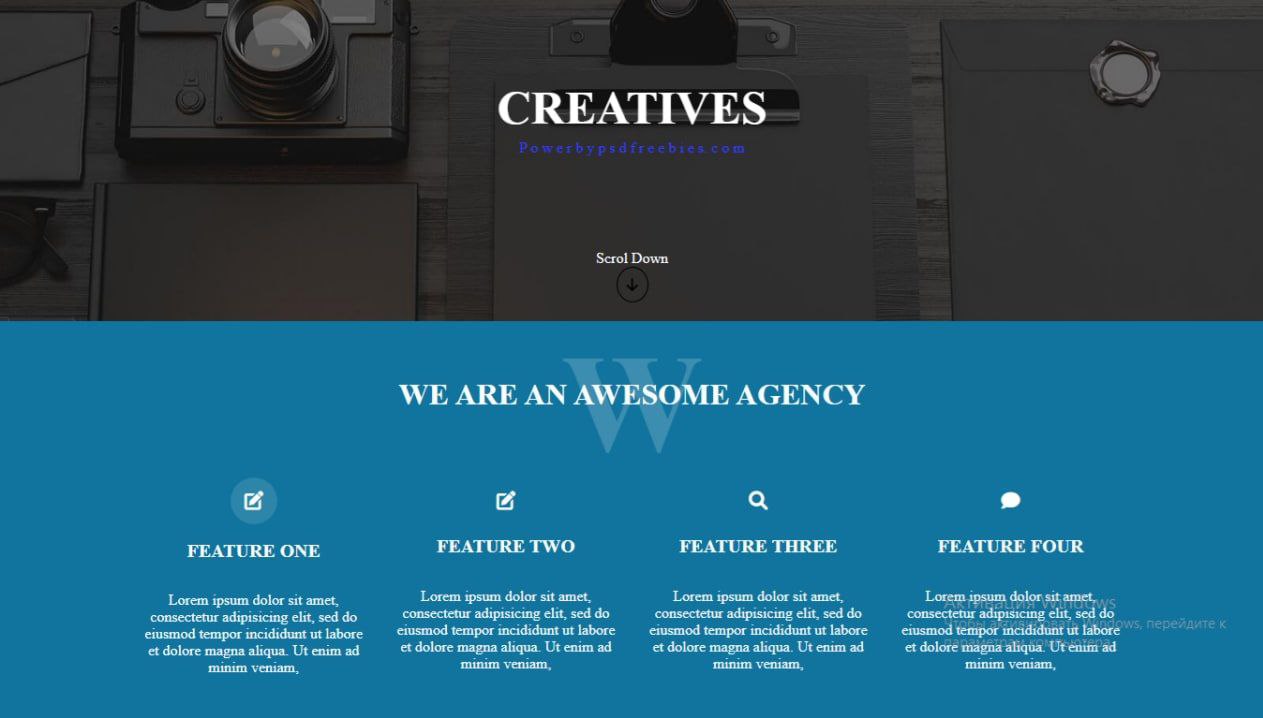 CREATIVES
Powerbypsdfreebies.com
Scrol Down
W
WE ARE AN AWESOME AGENCY
FEATURE ONE
Lorem ipsum dolor sit amet,
consectetur adipisicing elit, sed do
eiusmod tempor incididunt ut labore
et dolore magna aliqua. Ut enim ad
minim veniam,
FEATURE TWO
Lorem ipsum dolor sit amet,
consectetur adipisicing elit, sed do
eiusmod tempor incididunt ut labore
et dolore magna aliqua. Ut enim ad
minim veniam,
FEATURE THREE
Lorem ipsum dolor sit amet,
consectetur adipisicing elit, sed do
eiusmod tempor incididunt ut labore
et dolore magna aliqua. Ut enim ad
minim veniam,
FEATURE FOUR
Lorem ipsum dolor sit amet,
consectetur adipisicing elit, sed do
eiusmod tempor incididunt ut labore
et dolore magna aliqua. Ut enim ad
minim veniam,
Активация Windows
Чтобы активировать Windows, перейдите к
параметрам компьютера.